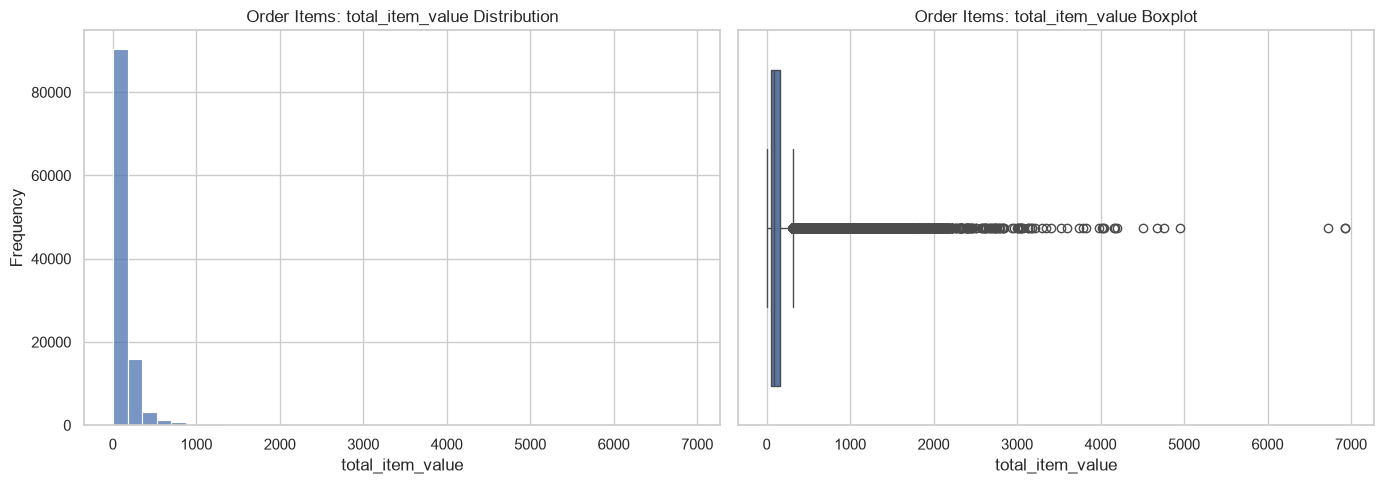 Order Items: total_item_value Distribution
Frequency
80000
60000
40000
20000
0
0 1000 2000 3000 4000 5000 6000 7000
total_item_value
Order Items: total_item_value Boxplot
0 1000 2000 3000 4000 5000 6000 7000
total_item_value